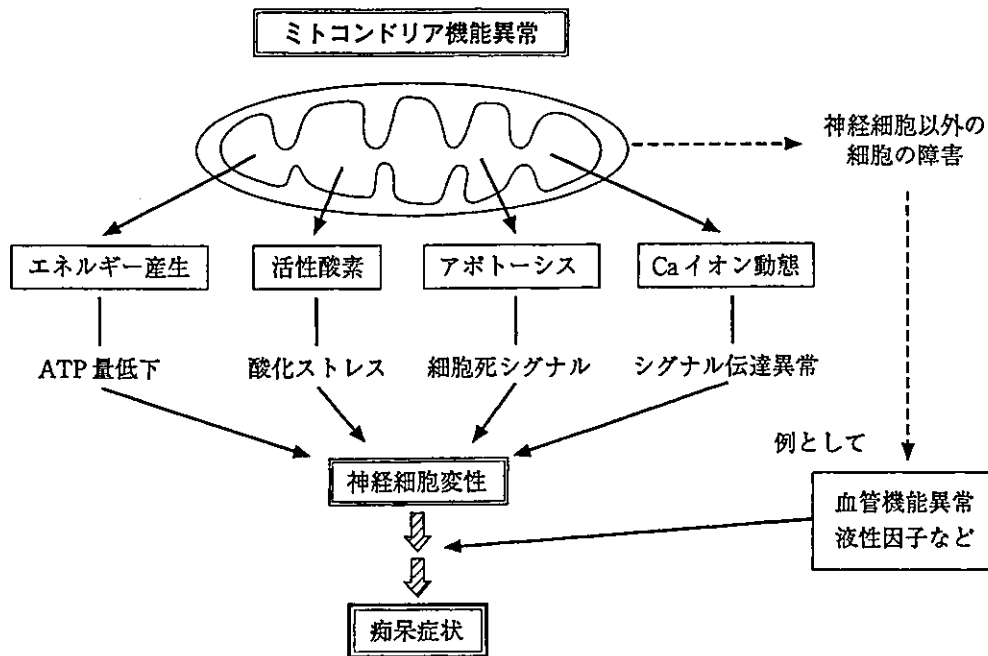 ミトコンドリア機能異常
神経細胞以外の
細胞の障害
エネルギー産生
活性酸素
アポトーシス
Caイオン動態
ATP量低下
酸化ストレス
細胞死シグナル
シグナル伝達異常
例として
神経細胞変性
血管機能異常
液性因子など
痴呆症状